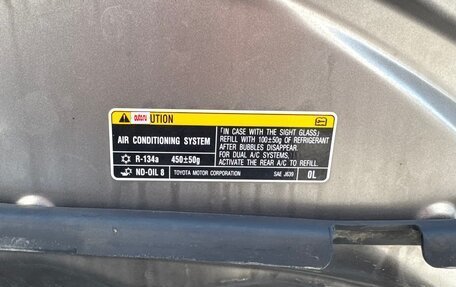 auto.ru UTION
AIR CONDITIONING SYSTEM
R-134a 450±50g
ND-OIL 8 TOYOTA MOTOR CORPORATION SAE J639 0L
「IN CASE WITH THE SIGHT GLASS」
REFILL WITH 100±50g OF REFRIGERANT
AFTER BUBBLES DISAPPEAR.
FOR DUAL A/C SYSTEMS,
ACTIVATE THE REAR A/C TO REFILL.